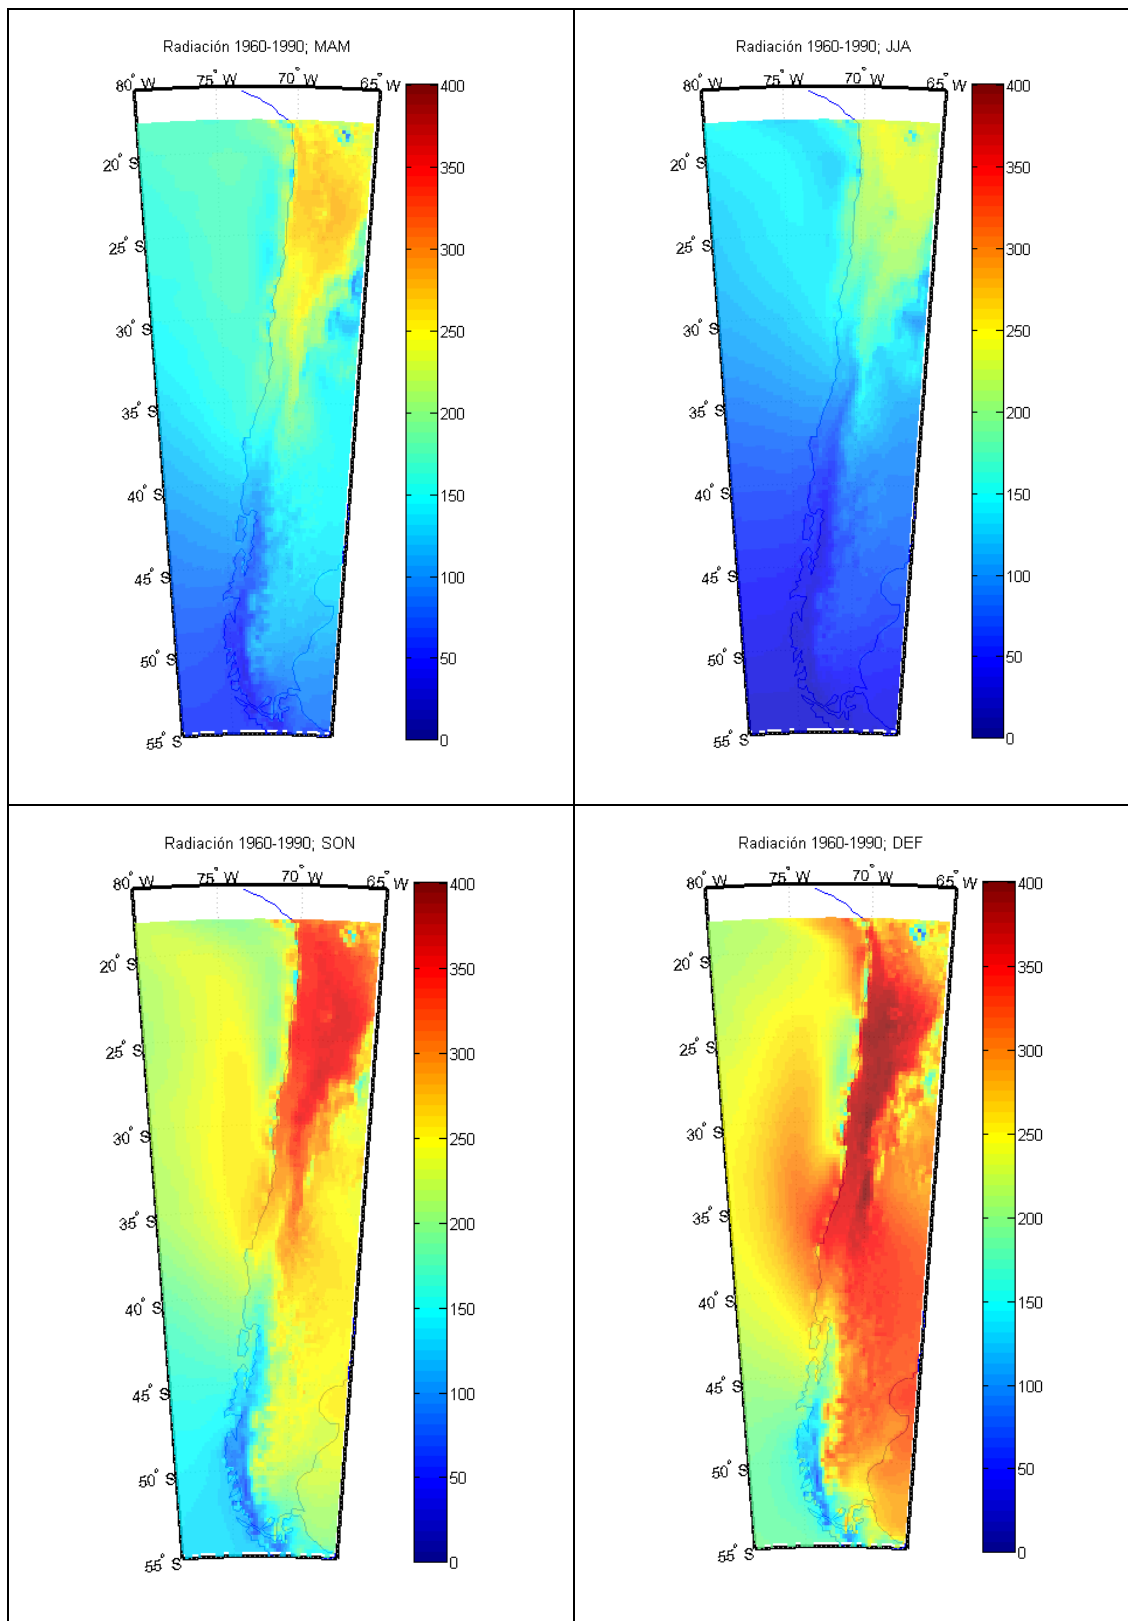 Radiación 1960-1990; MAM
80° W 75° W 70° W 65° W
20° S
25° S
30° S
35° S
40° S
45° S
50° S
55° S
400
350
300
250
200
150
100
50
0
Radiación 1960-1990; JJA
80° W 75° W 70° W 65° W
20° S
25° S
30° S
35° S
40° S
45° S
50° S
55° S
400
350
300
250
200
150
100
50
0
Radiación 1960-1990; SON
80° W 75° W 70° W 65° W
20° S
25° S
30° S
35° S
40° S
45° S
50° S
55° S
400
350
300
250
200
150
100
50
0
Radiación 1960-1990; DEF
80° W 75° W 70° W 65° W
20° S
25° S
30° S
35° S
40° S
45° S
50° S
55° S
400
350
300
250
200
150
100
50
0